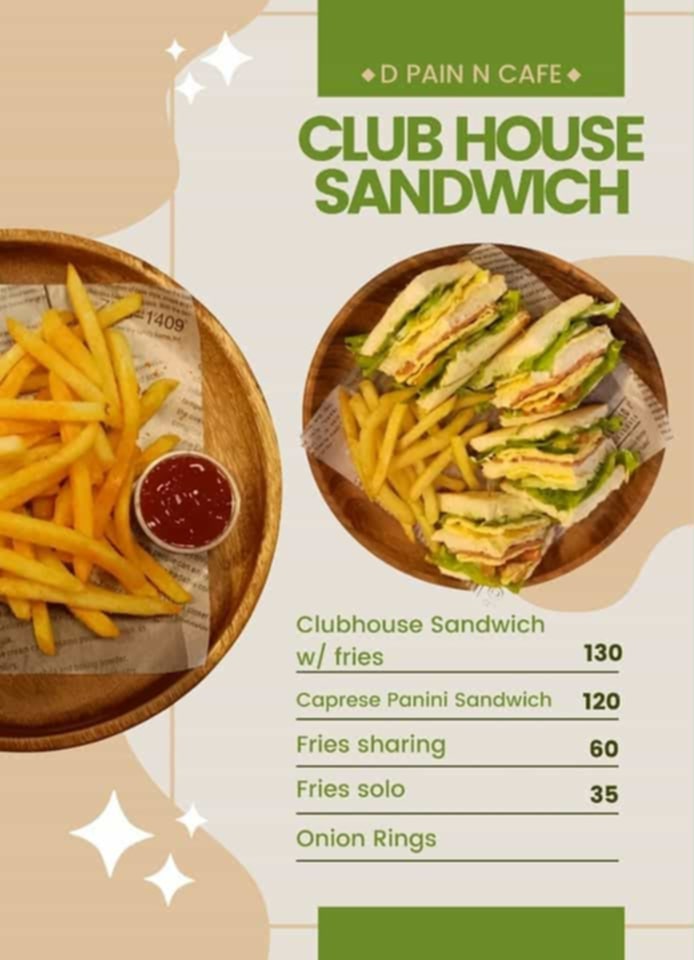 ◆D PAIN N CAFE◆
CLUB HOUSE
SANDWICH
1409
Clubhouse Sandwich
w/ fries 130
Caprese Panini Sandwich 120
Fries sharing 60
Fries solo 35
Onion Rings